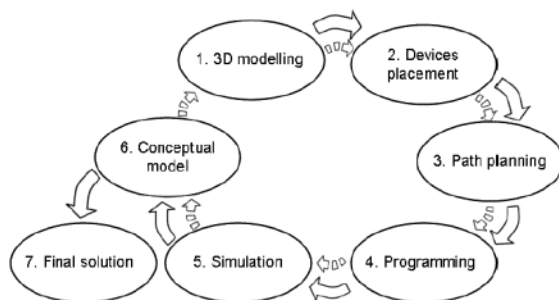 1. 3D modelling
2. Devices
placement
3. Path planning
4. Programming
5. Simulation
6. Conceptual
model
7. Final solution